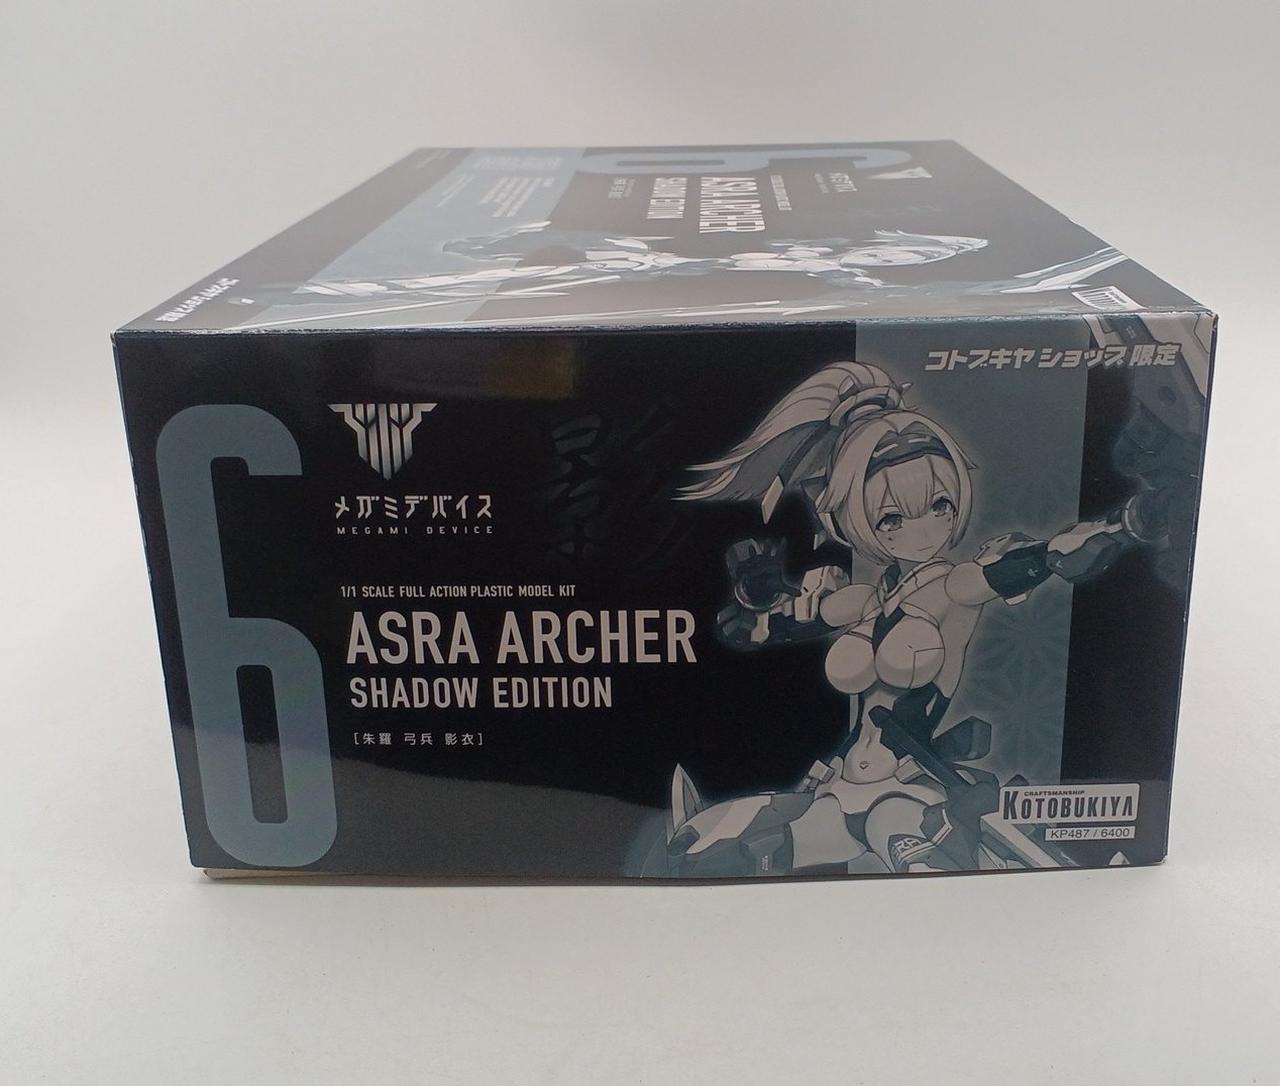 6
ASRA ARCHER
SHADOW EDITION
コトブキヤ ショップ 限定
6
メガミデバイス
MEGAMI DEVICE
影
1/1 SCALE FULL ACTION PLASTIC MODEL KIT
ASRA ARCHER
SHADOW EDITION
[朱羅 弓兵 影衣]
CRAFTSMANSHIP
KOTOBUKIYA
KP487 / 6400